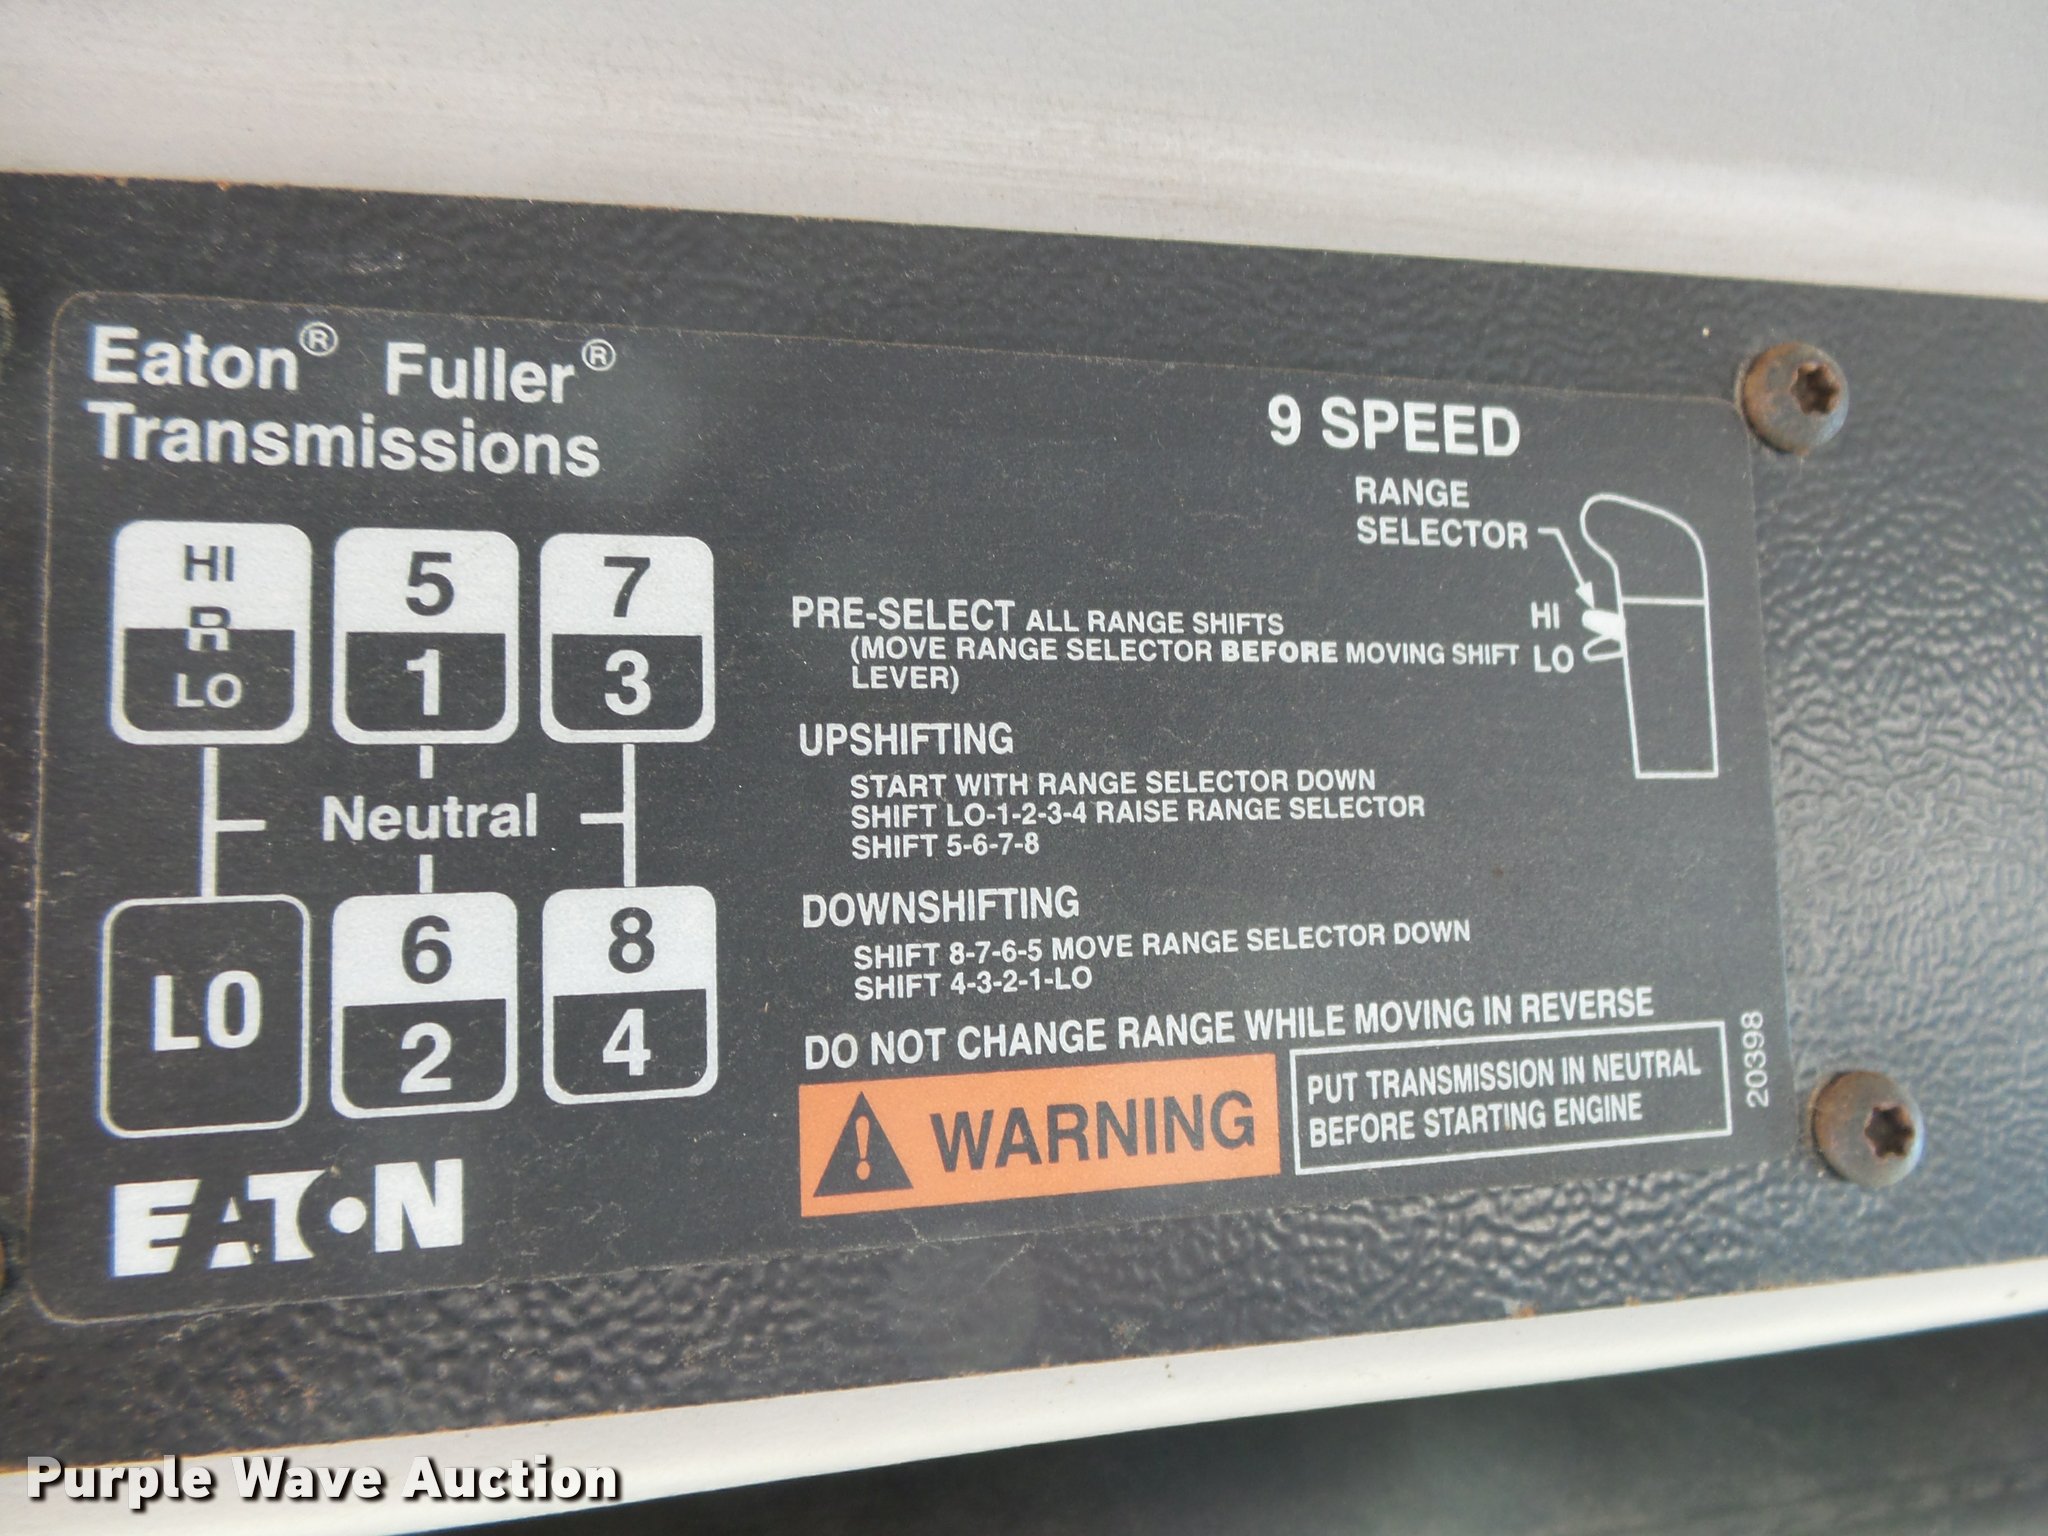 Eaton® Fuller®
Transmissions
HI
R
LO
5
1
7
3
Neutral
LO
6
2
8
4
EATON
9 SPEED
RANGE
SELECTOR
HI
LO
PRE-SELECT ALL RANGE SHIFTS
(MOVE RANGE SELECTOR BEFORE MOVING SHIFT
LEVER)
UPSHIFTING
START WITH RANGE SELECTOR DOWN
SHIFT LO-1-2-3-4 RAISE RANGE SELECTOR
SHIFT 5-6-7-8
DOWNSHIFTING
SHIFT 8-7-6-5 MOVE RANGE SELECTOR DOWN
SHIFT 4-3-2-1-LO
DO NOT CHANGE RANGE WHILE MOVING IN REVERSE
WARNING
PUT TRANSMISSION IN NEUTRAL
BEFORE STARTING ENGINE
20398
Purple Wave Auction